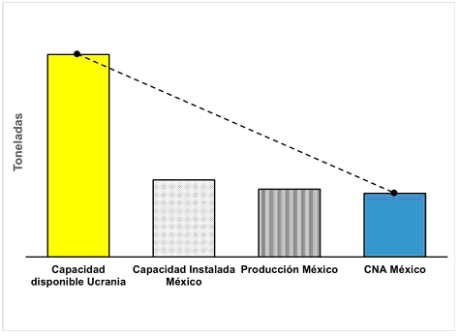 Toneladas
Capacidad
disponible Ucrania
Capacidad Instalada
México
Producción México
CNA México